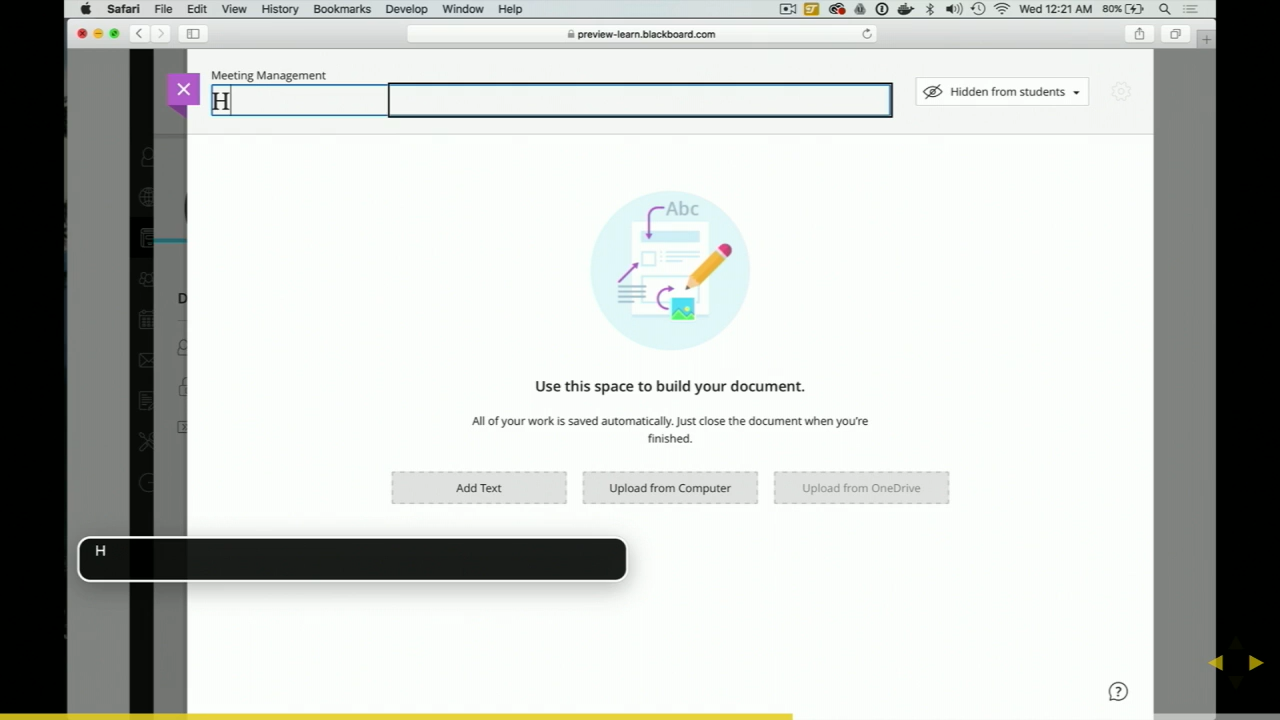 Safari File Edit View History Bookmarks Develop Window Help Wed 12:21 AM 80%
preview-learn.blackboard.com
Meeting Management
H
Hidden from students
Abc
D
Use this space to build your document.
All of your work is saved automatically. Just close the document when you're
finished.
Add Text Upload from Computer Upload from OneDrive
H
?